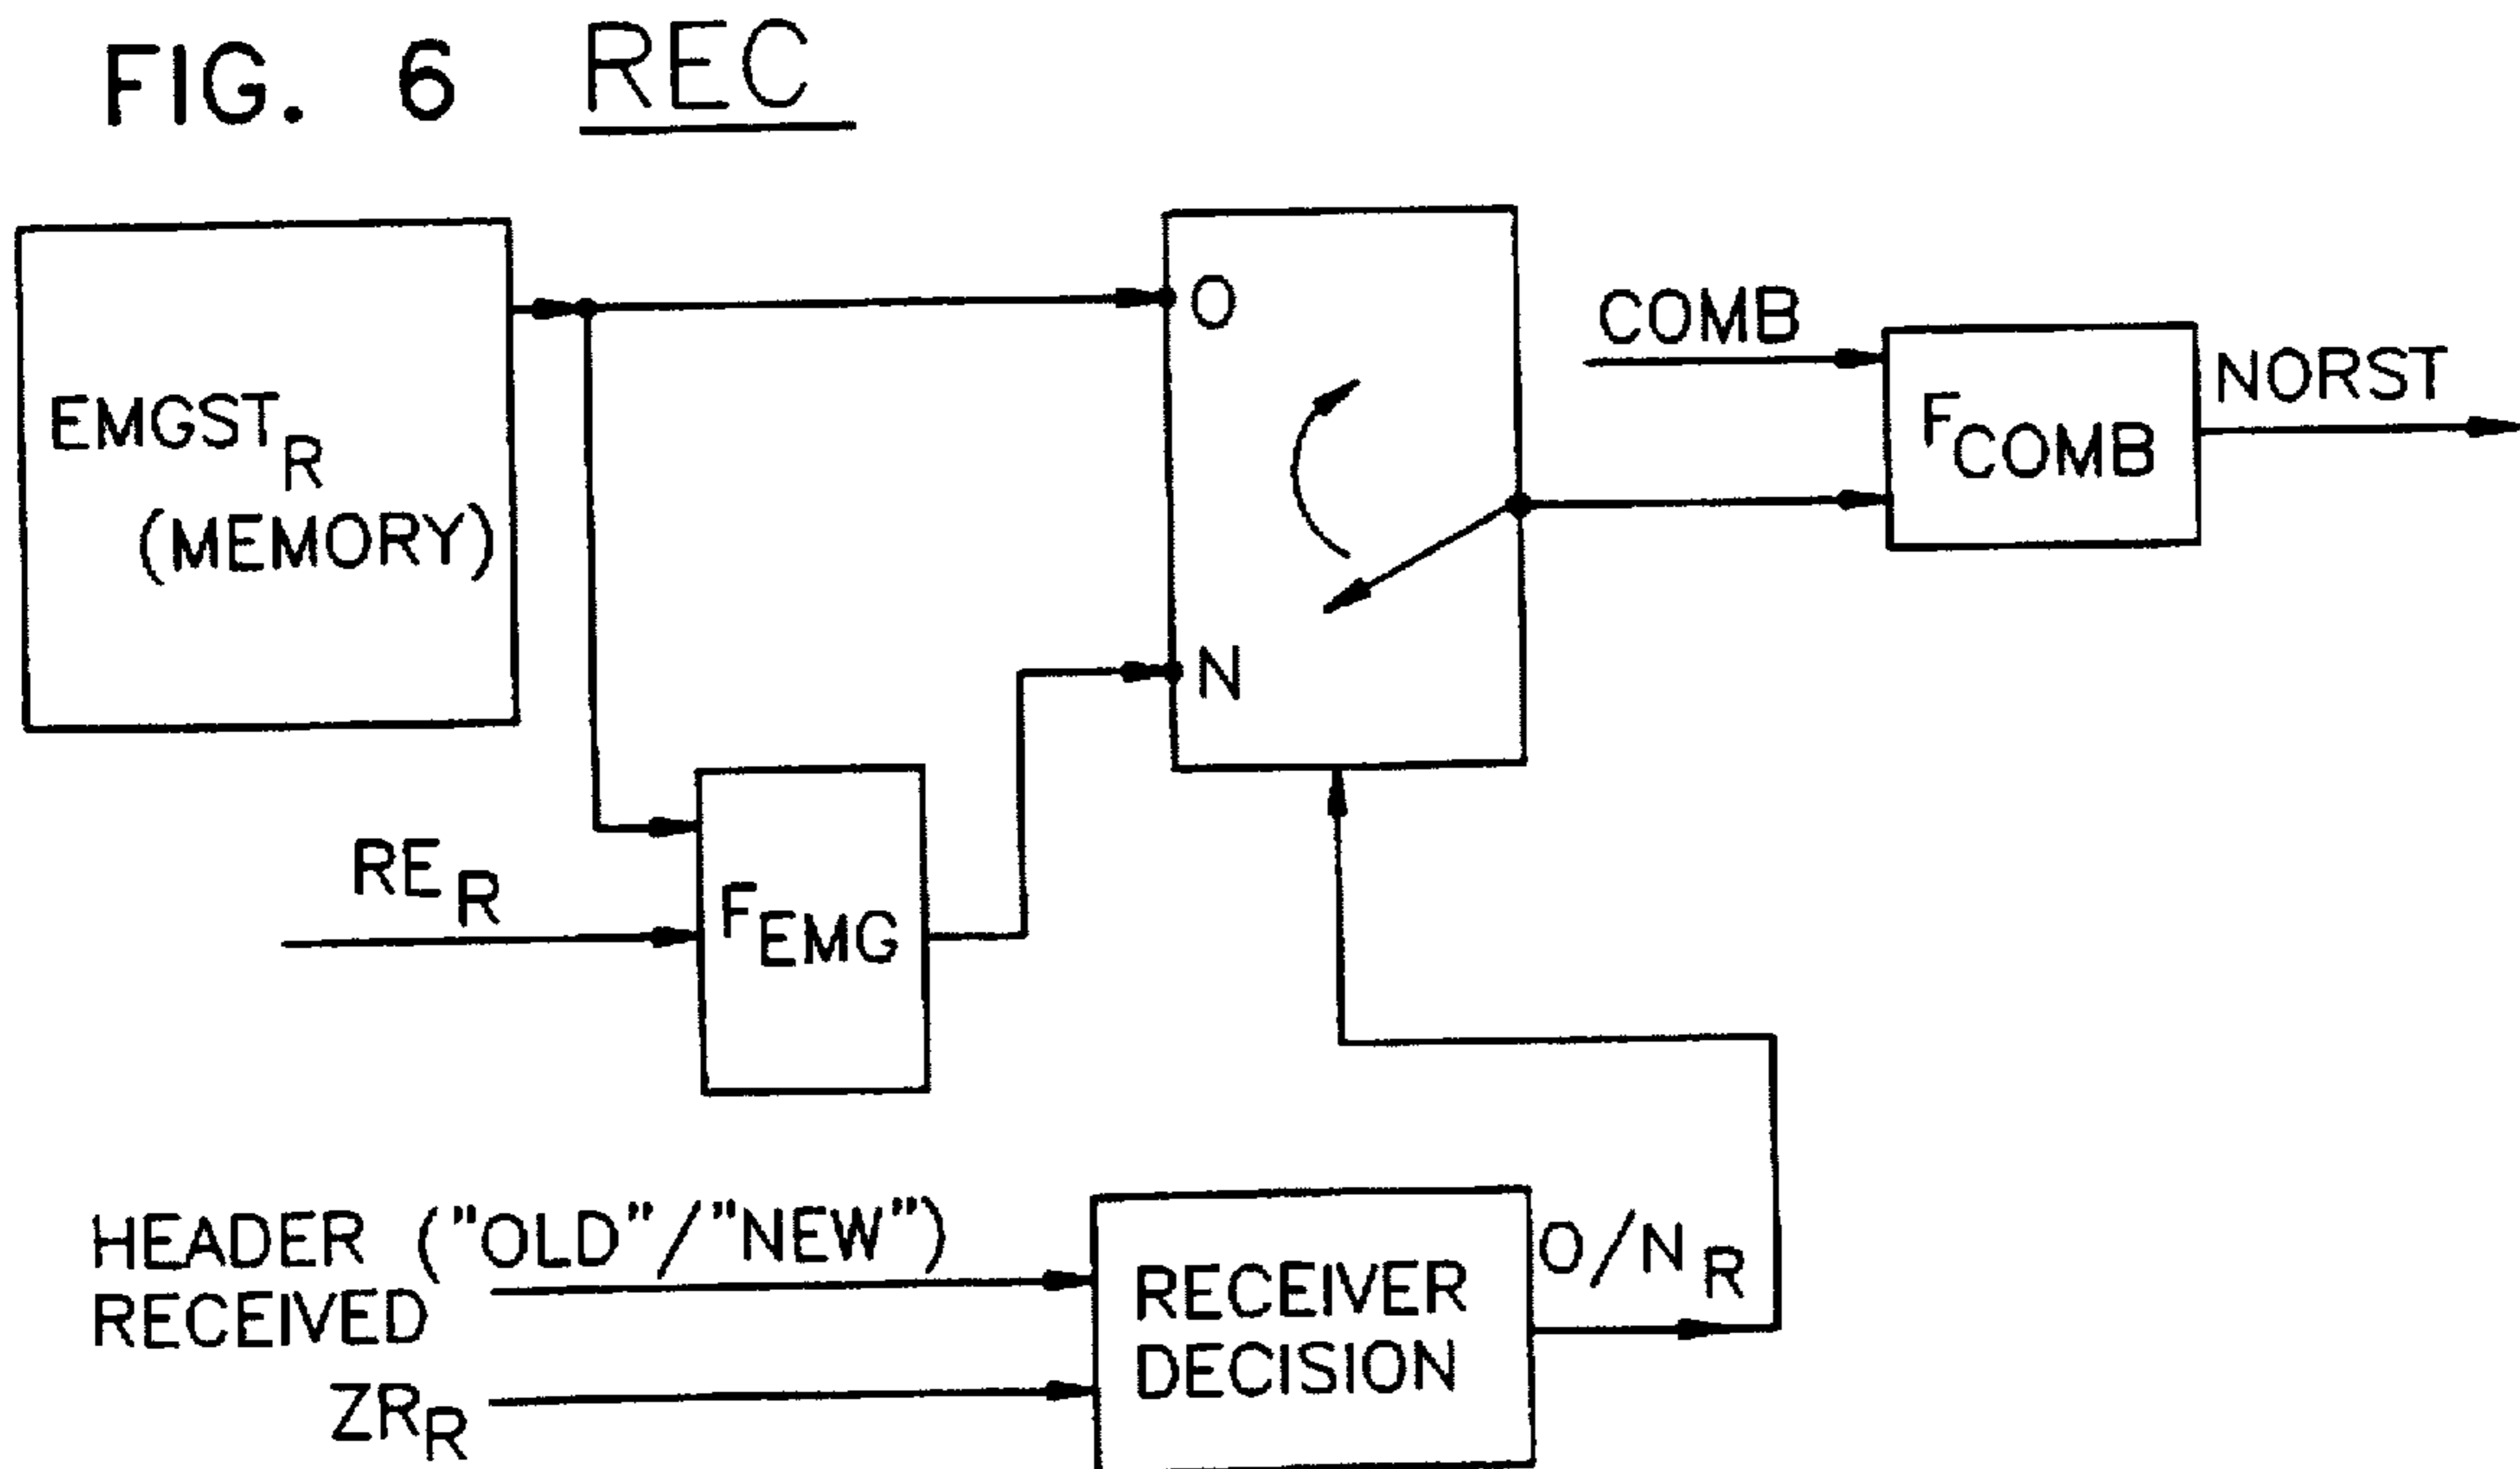 FIG. 6 REC
EMGST_R
(MEMORY)
O
N
COMB
F_COMB
NORST
RE_R
F_EMG
HEADER ("OLD"/"NEW")
RECEIVED
ZR_R
RECEIVER
DECISION
O/N_R